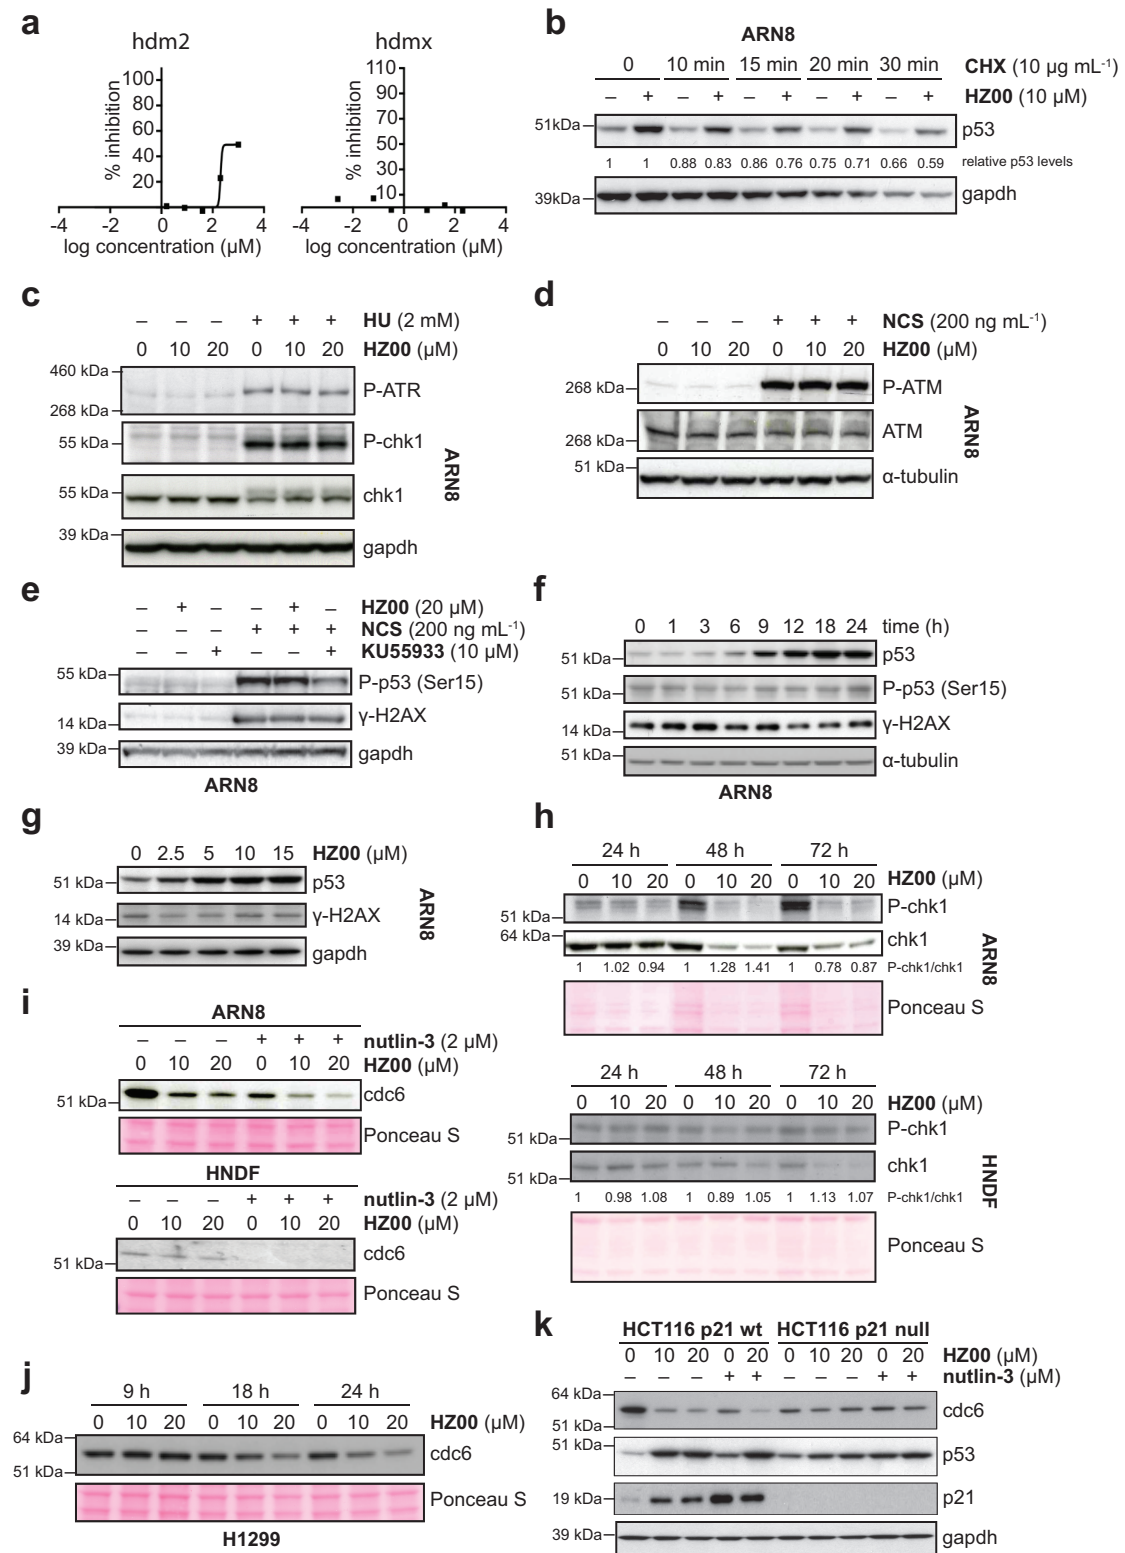 a
hdm2
hdmx
% inhibition
100
80
60
40
20
-4 -2 0 2 4
log concentration (µM)
% inhibition
110
90
70
50
30
10
-4 -2 0 2 4
log concentration (µM)
b
ARN8
0 10 min 15 min 20 min 30 min CHX (10 µg mL-1)
– + – + – + – + – + HZ00 (10 µM)
51kDa p53
1 1 0.88 0.83 0.86 0.76 0.75 0.71 0.66 0.59 relative p53 levels
39kDa gapdh
c
– – – + + + HU (2 mM)
0 10 20 0 10 20 HZ00 (µM)
460 kDa
P-ATR
268 kDa
55 kDa P-chk1
55 kDa chk1
39 kDa gapdh
ARN8
d
– – – + + + NCS (200 ng mL-1)
0 10 20 0 10 20 HZ00 (µM)
268 kDa P-ATM
268 kDa ATM
51 kDa α-tubulin
ARN8
e
– + – – + – HZ00 (20 µM)
– – – + + + NCS (200 ng mL-1)
– – + – – + KU55933 (10 µM)
55 kDa P-p53 (Ser15)
14 kDa γ-H2AX
39 kDa gapdh
ARN8
f
0 1 3 6 9 12 18 24 time (h)
51 kDa p53
51 kDa P-p53 (Ser15)
14 kDa γ-H2AX
51 kDa α-tubulin
ARN8
g
0 2.5 5 10 15 HZ00 (µM)
51 kDa p53
14 kDa γ-H2AX
39 kDa gapdh
ARN8
h
24 h 48 h 72 h
0 10 20 0 10 20 0 10 20 HZ00 (µM)
51 kDa P-chk1
64 kDa chk1
1 1.02 0.94 1 1.28 1.41 1 0.78 0.87 P-chk1/chk1
Ponceau S
ARN8
24 h 48 h 72 h
0 10 20 0 10 20 0 10 20 HZ00 (µM)
51 kDa P-chk1
51 kDa chk1
1 0.98 1.08 1 0.89 1.05 1 1.13 1.07 P-chk1/chk1
Ponceau S
HNDF
i
ARN8
– – – + + + nutlin-3 (2 µM)
0 10 20 0 10 20 HZ00 (µM)
51 kDa cdc6
Ponceau S
HNDF
– – – + + + nutlin-3 (2 µM)
0 10 20 0 10 20 HZ00 (µM)
51 kDa cdc6
Ponceau S
j
9 h 18 h 24 h
0 10 20 0 10 20 0 10 20 HZ00 (µM)
64 kDa
cdc6
51 kDa
Ponceau S
H1299
k
HCT116 p21 wt HCT116 p21 null
0 10 20 0 20 0 10 20 0 20 HZ00 (µM)
– – – + + – – – + + nutlin-3 (µM)
64 kDa
cdc6
51 kDa
51 kDa p53
19 kDa p21
39 kDa gapdh